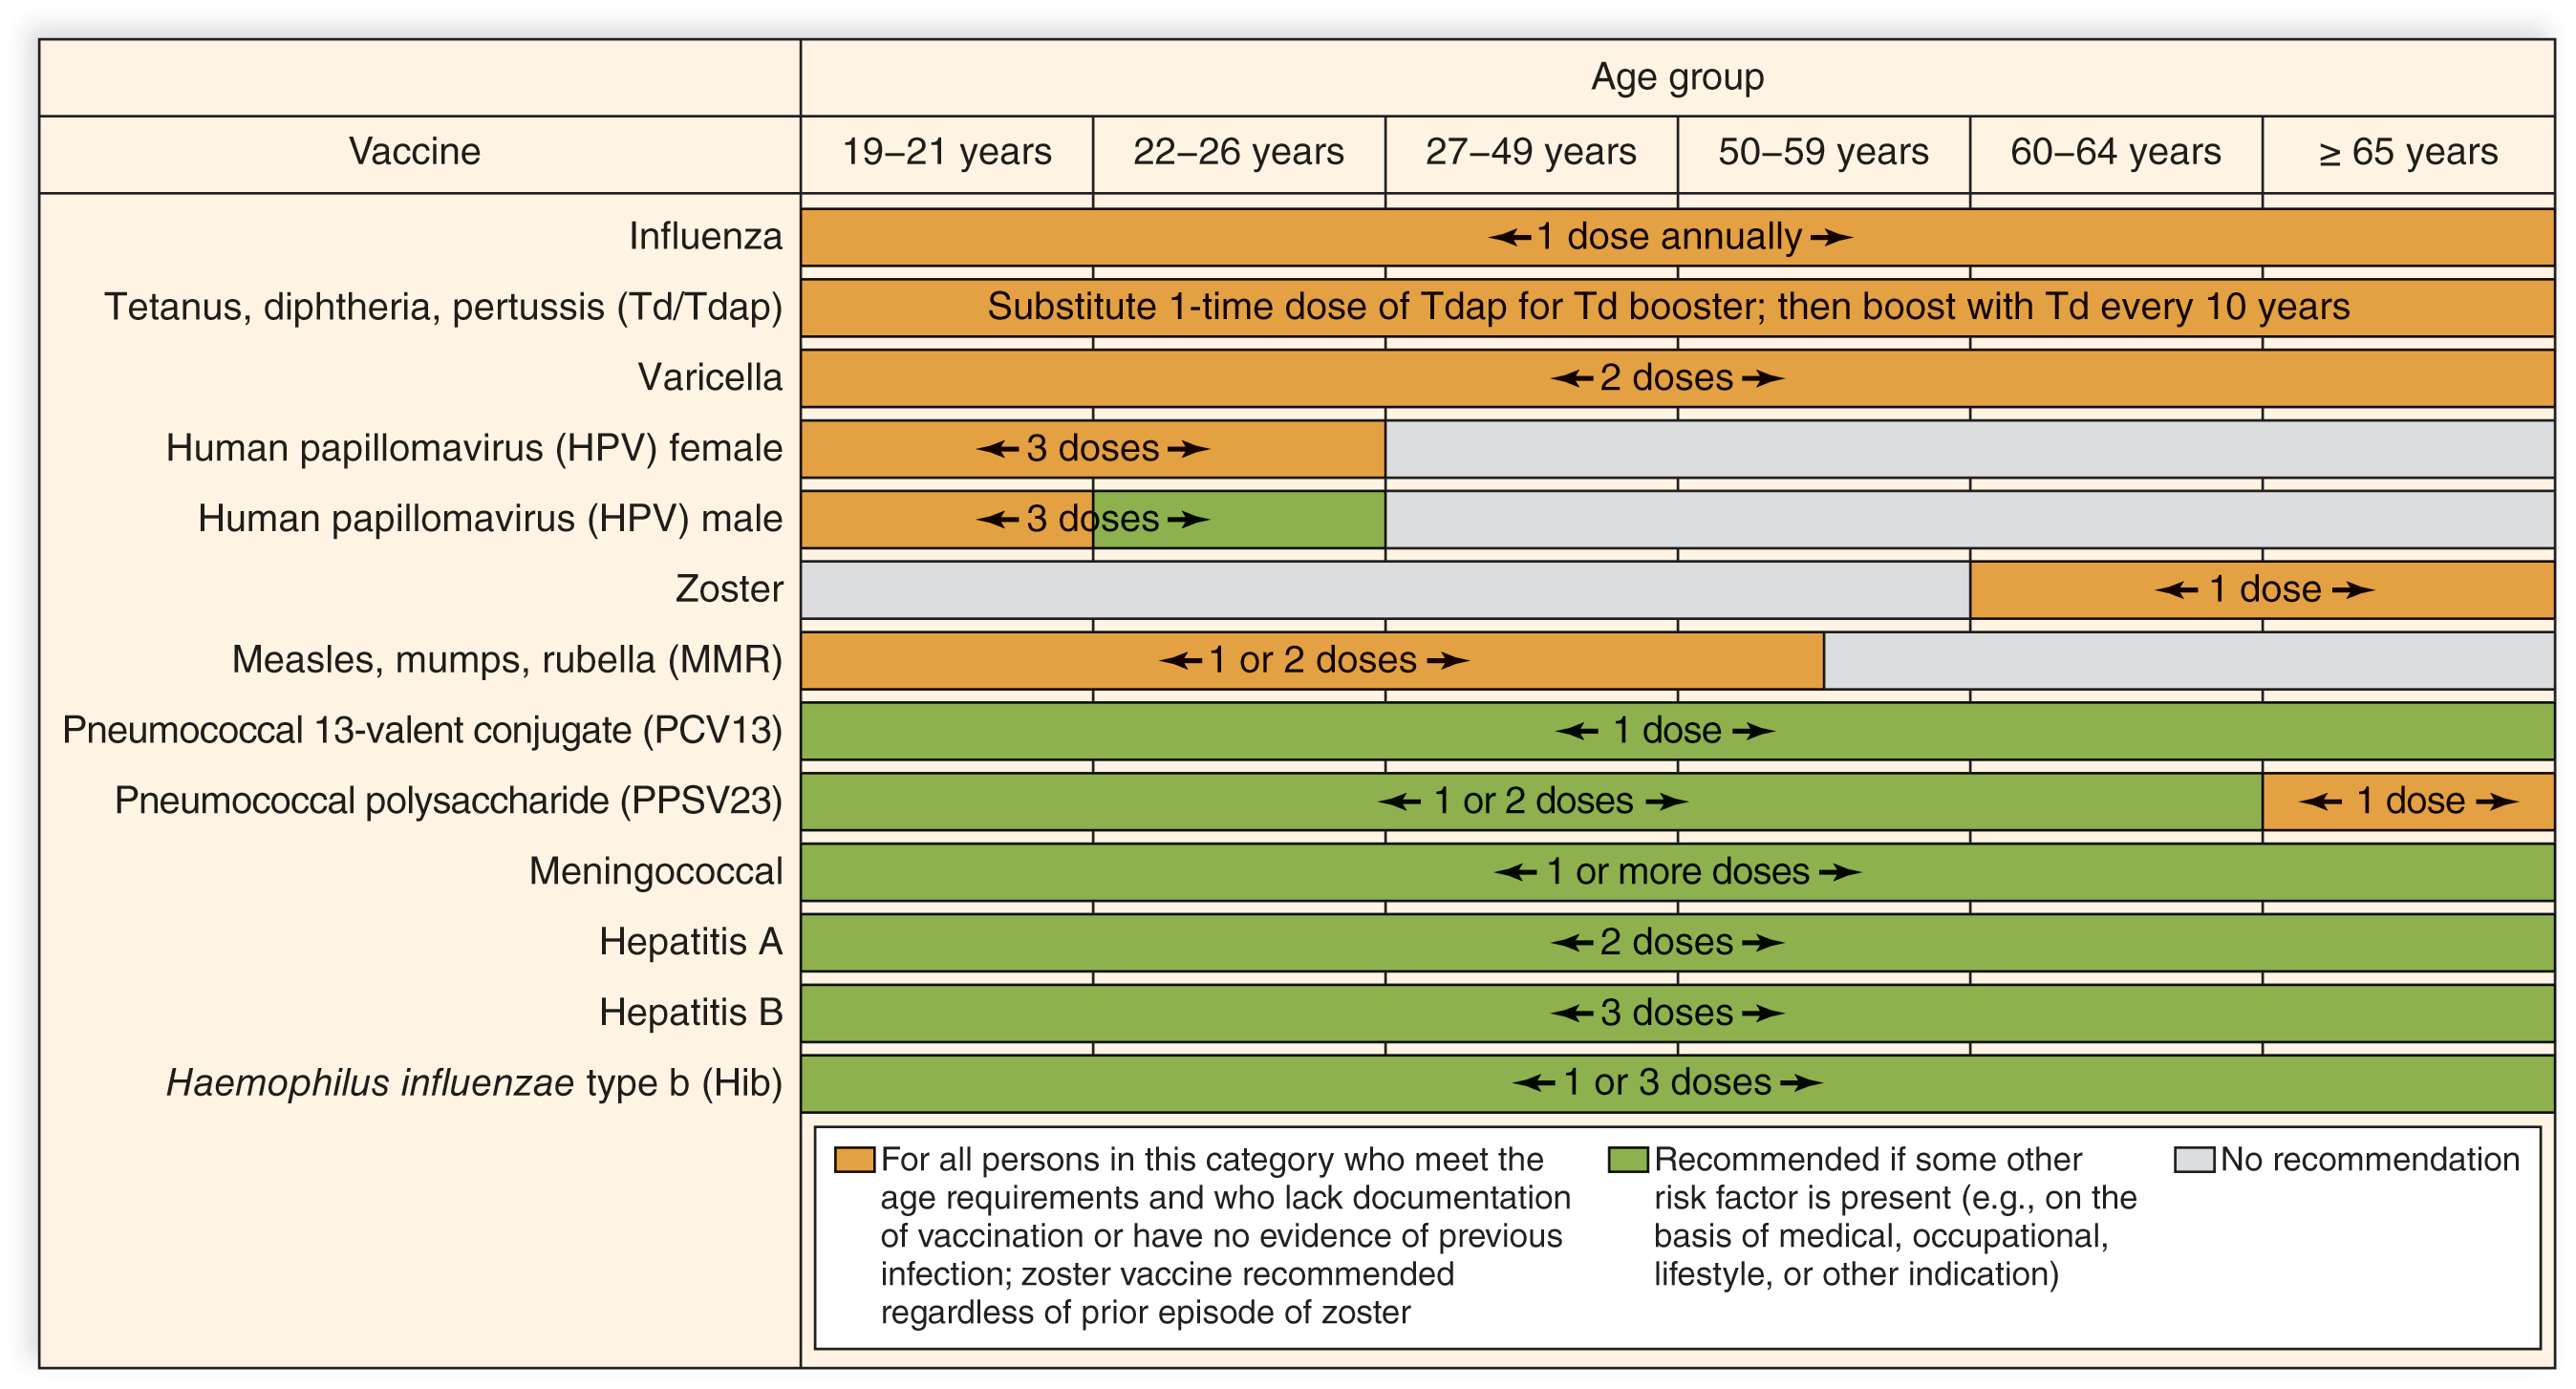 Age group
Vaccine 19–21 years 22–26 years 27–49 years 50–59 years 60–64 years ≥ 65 years
Influenza 1 dose annually
Tetanus, diphtheria, pertussis (Td/Tdap) Substitute 1-time dose of Tdap for Td booster; then boost with Td every 10 years
Varicella 2 doses
Human papillomavirus (HPV) female 3 doses
Human papillomavirus (HPV) male 3 doses
Zoster 1 dose
Measles, mumps, rubella (MMR) 1 or 2 doses
Pneumococcal 13-valent conjugate (PCV13) 1 dose
Pneumococcal polysaccharide (PPSV23) 1 or 2 doses 1 dose
Meningococcal 1 or more doses
Hepatitis A 2 doses
Hepatitis B 3 doses
Haemophilus influenzae type b (Hib) 1 or 3 doses
For all persons in this category who meet the
age requirements and who lack documentation
of vaccination or have no evidence of previous
infection; zoster vaccine recommended
regardless of prior episode of zoster
Recommended if some other
risk factor is present (e.g., on the
basis of medical, occupational,
lifestyle, or other indication)
No recommendation